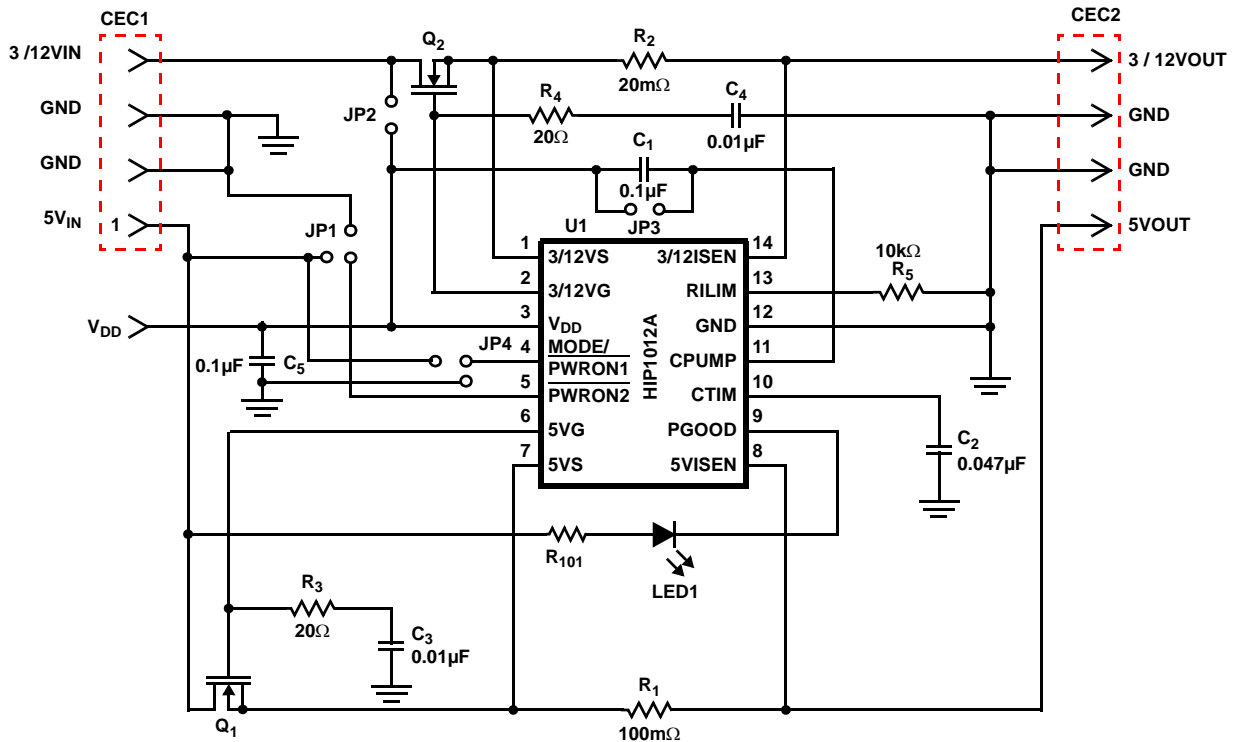 CEC1
CEC2
3 /12VIN
Q2
R2
20mΩ
3 / 12VOUT
GND
JP2
R4
20Ω
C4
0.01µF
GND
GND
C1
0.1µF
GND
5VIN
1
JP1
U1
JP3
5VOUT
1
3/12VS
3/12ISEN
14
10kΩ
R5
2
3/12VG
RILIM
13
VDD
3
VDD
GND
12
0.1µF
C5
JP4
4
MODE/
PWRON1
HIP1012A
CPUMP
11
5
PWRON2
CTIM
10
6
5VG
PGOOD
9
C2
0.047µF
7
5VS
5VISEN
8
R101
LED1
R3
20Ω
C3
0.01µF
Q1
R1
100mΩ